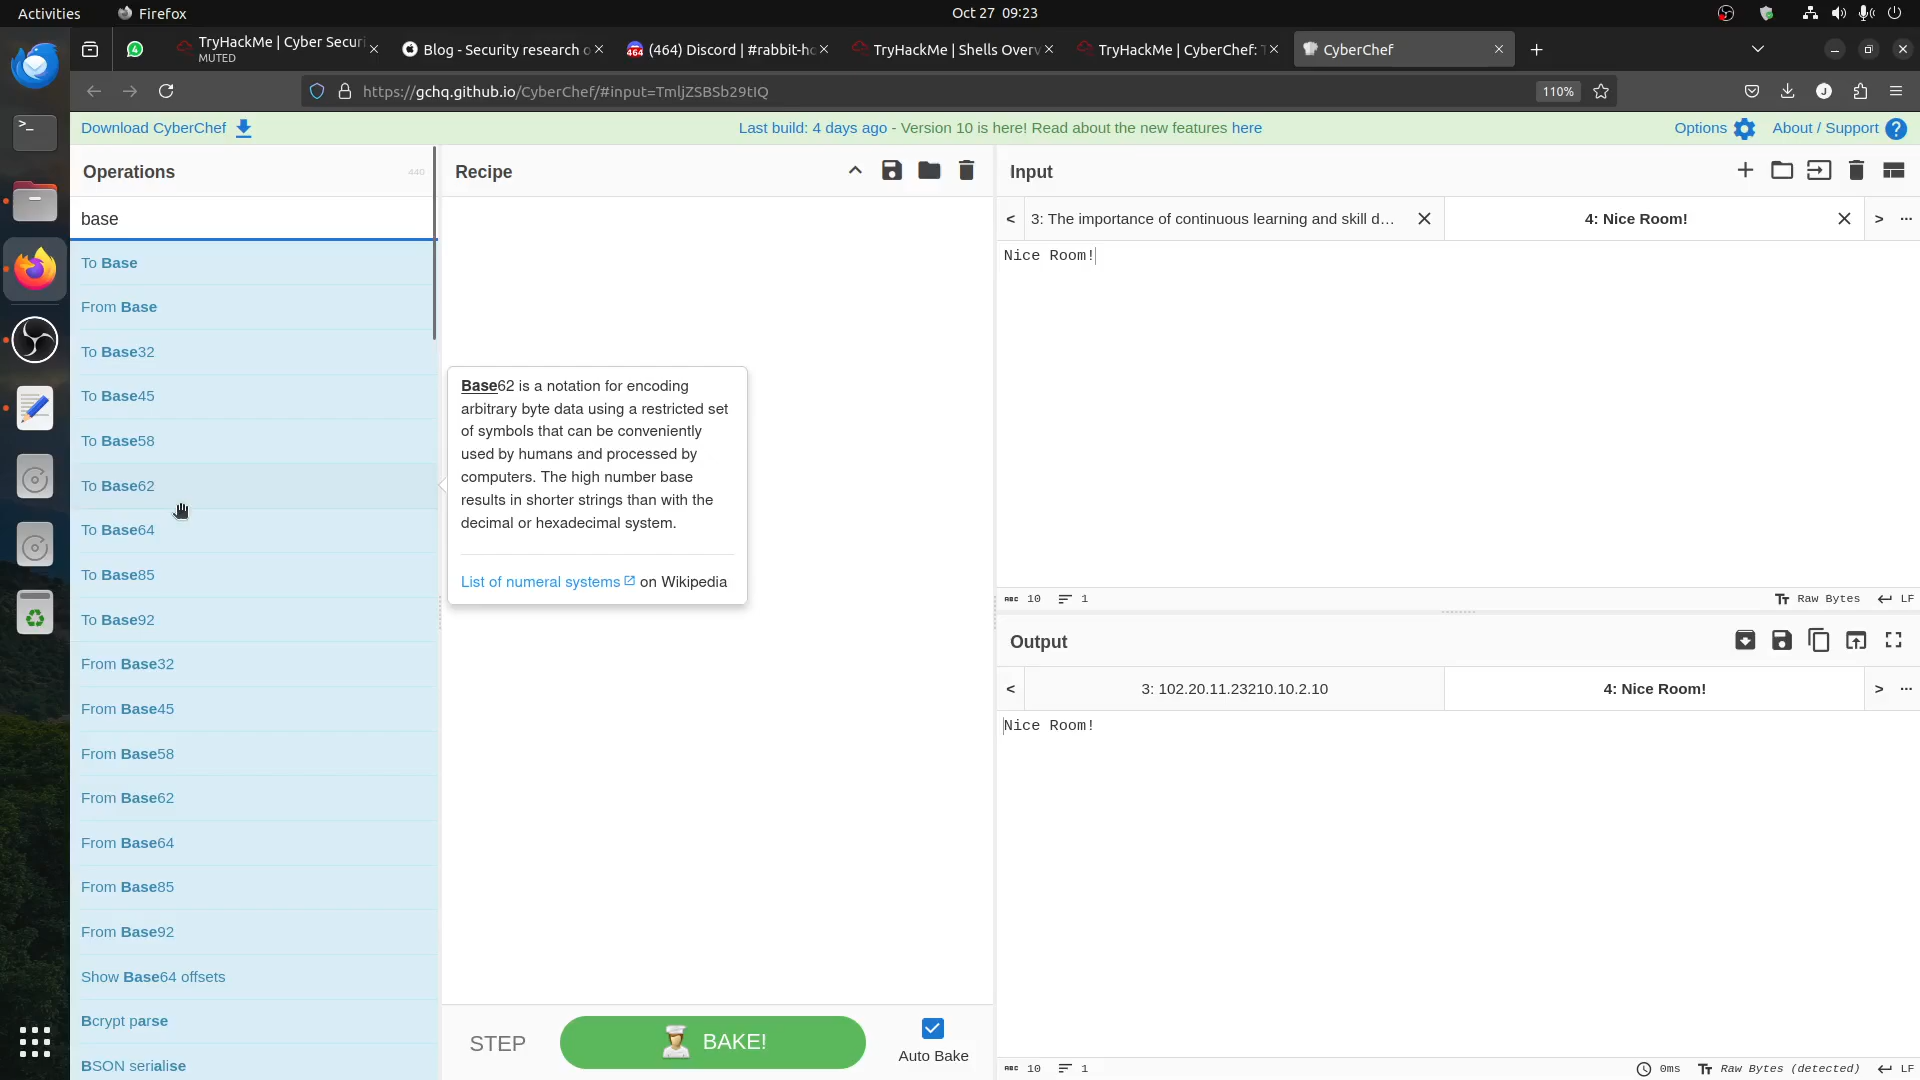 Activities
Firefox
Oct 27 09:23
4
TryHackMe | Cyber Securi
MUTED
Blog - Security research o
464
(464) Discord | #rabbit-ho
TryHackMe | Shells Overv
TryHackMe | CyberChef: T
CyberChef
https://gchq.github.io/CyberChef/#input=TmljZSBSb29tIQ
110%
J
Download CyberChef
Last build: 4 days ago - Version 10 is here! Read about the new features here
Options
About / Support
?
Operations
440
Recipe
Input
base
< 3: The importance of continuous learning and skill d...
4: Nice Room!
> ...
Nice Room!
To Base
From Base
To Base32
To Base45
To Base58
To Base62
To Base64
To Base85
To Base92
From Base32
From Base45
From Base58
From Base62
From Base64
From Base85
From Base92
Show Base64 offsets
Bcrypt parse
BSON serialise
Base62 is a notation for encoding
arbitrary byte data using a restricted set
of symbols that can be conveniently
used by humans and processed by
computers. The high number base
results in shorter strings than with the
decimal or hexadecimal system.
List of numeral systems on Wikipedia
ABC 10 1
Tr Raw Bytes LF
Output
< 3: 102.20.11.23210.10.2.10
4: Nice Room!
> ...
Nice Room!
STEP
BAKE!
Auto Bake
ABC 10 1
0ms Tr Raw Bytes (detected) LF